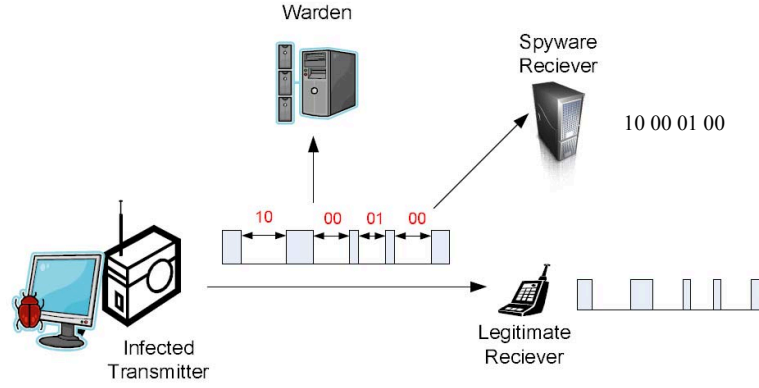 Warden
Spyware
Reciever
10 00 01 00
10
00
01
00
Infected
Transmitter
Legitimate
Reciever